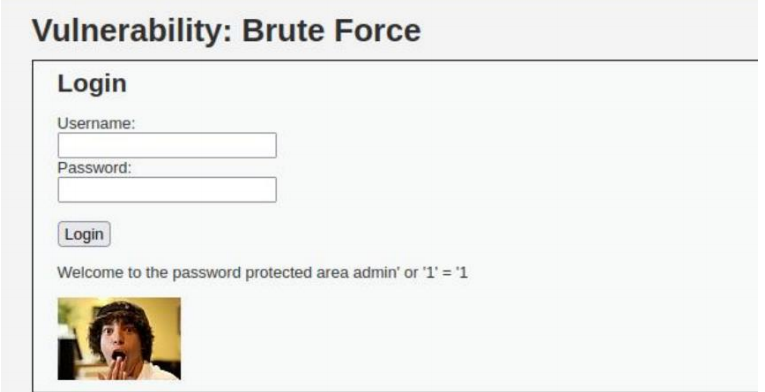 Vulnerability: Brute Force
Login
Username:
Password:
Login
Welcome to the password protected area admin' or '1' = '1